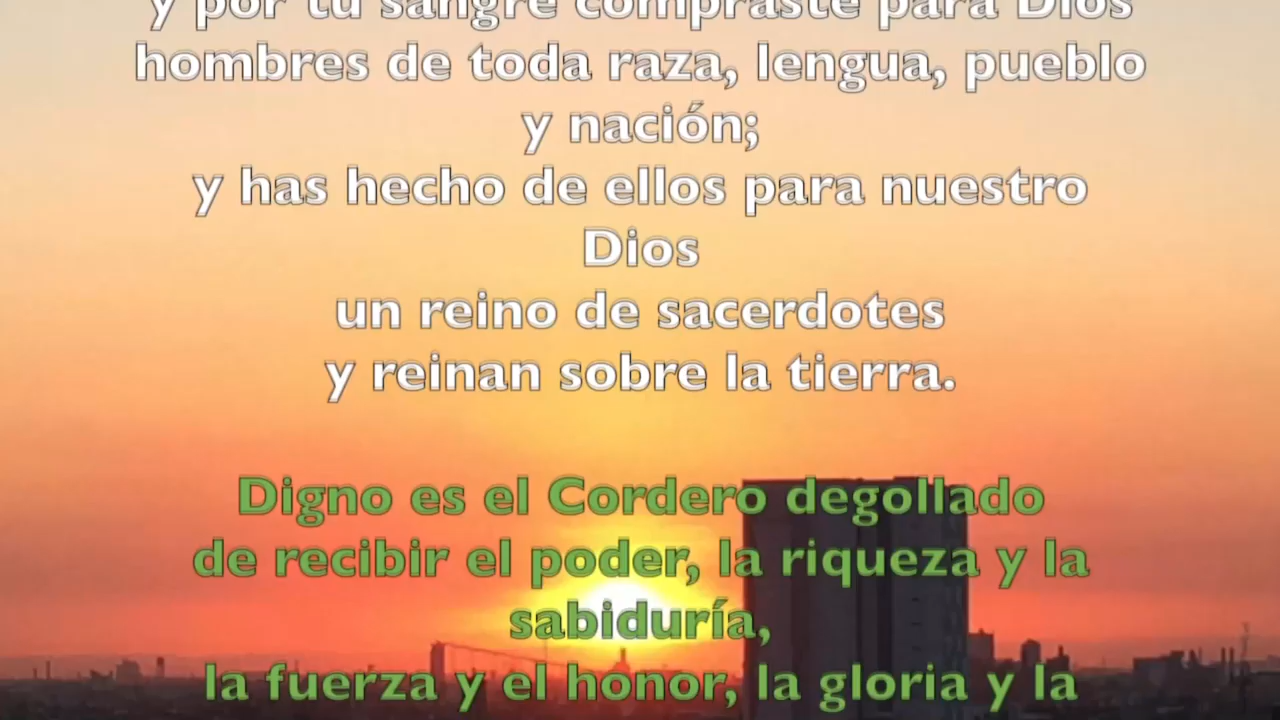 y por tu sangre compraste para Dios
hombres de toda raza, lengua, pueblo
y nación;
y has hecho de ellos para nuestro
Dios
un reino de sacerdotes
y reinan sobre la tierra.
Digno es el Cordero degollado
de recibir el poder, la riqueza y la
sabiduría,
la fuerza y el honor, la gloria y la